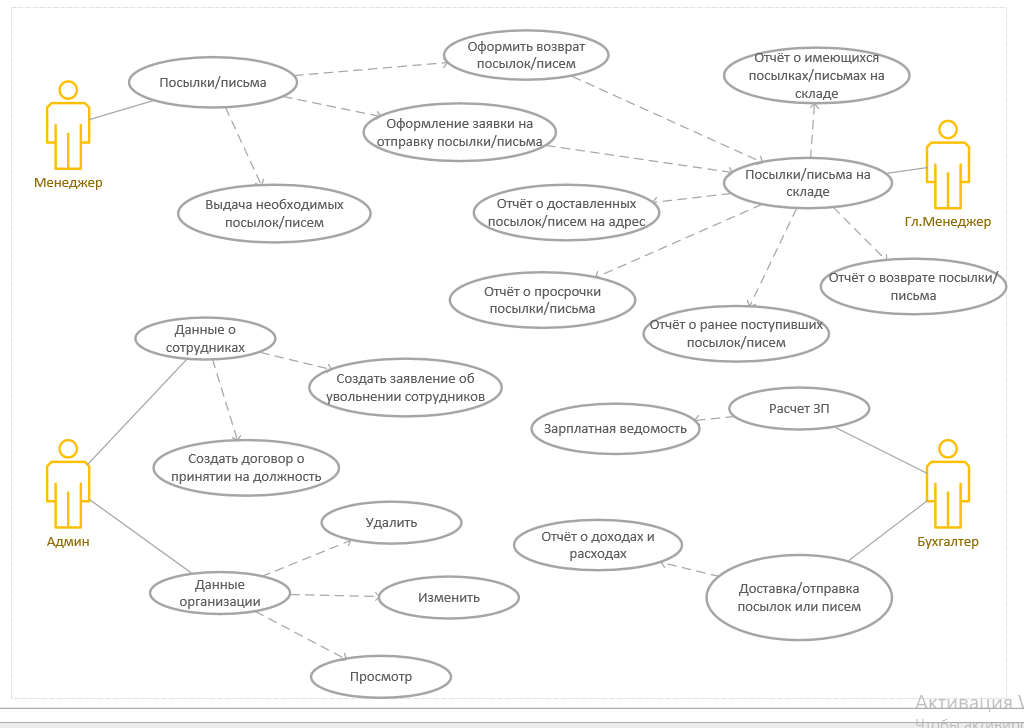 Оформить возврат
посылок/писем
Посылки/письма
Отчёт о имеющихся
посылках/письмах на
складе
Оформление заявки на
отправку посылки/письма
Менеджер
Посылки/письма на
складе
Гл.Менеджер
Выдача необходимых
посылок/писем
Отчёт о доставленных
посылок/писем на адрес
Отчёт о возврате посылки/
письма
Отчёт о просрочки
посылки/письма
Отчёт о ранее поступивших
посылок/писем
Данные о
сотрудниках
Создать заявление об
увольнении сотрудников
Расчет ЗП
Зарплатная ведомость
Создать договор о
принятии на должность
Админ
Удалить
Отчёт о доходах и
расходах
Бухгалтер
Данные
организации
Изменить
Доставка/отправка
посылок или писем
Просмотр
Активация
Чтобы